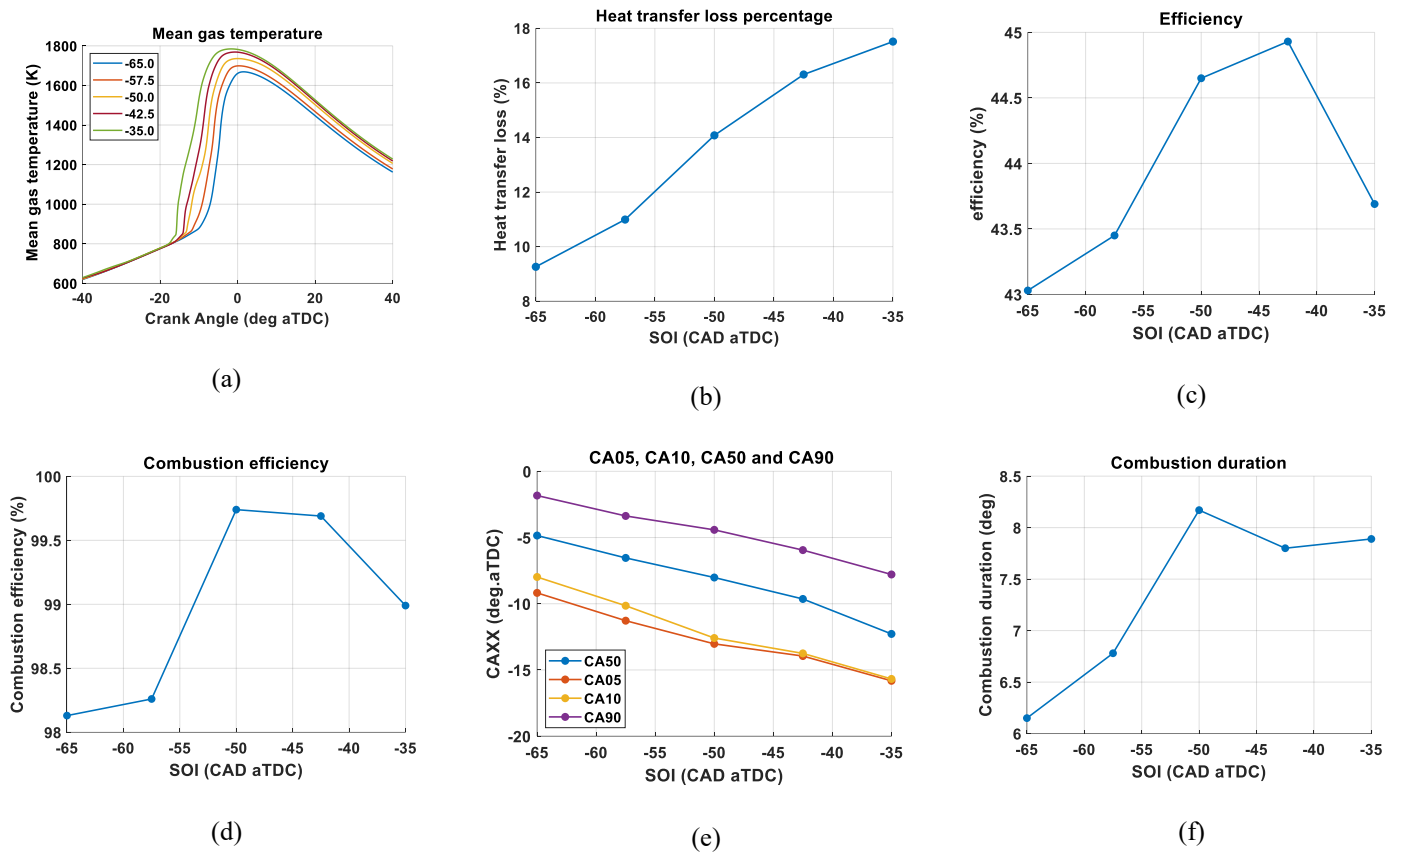 Mean gas temperature
Mean gas temperature (K)
1800
1600
1400
1200
1000
800
600
-65.0
-57.5
-50.0
-42.5
-35.0
-40 -20 0 20 40
Crank Angle (deg aTDC)
(a)
Heat transfer loss percentage
Heat transfer loss (%)
18
16
14
12
10
8
-65 -60 -55 -50 -45 -40 -35
SOI (CAD aTDC)
(b)
Efficiency
efficiency (%)
45
44.5
44
43.5
43
-65 -60 -55 -50 -45 -40 -35
SOI (CAD aTDC)
(c)
Combustion efficiency
Combustion efficiency (%)
100
99.5
99
98.5
98
-65 -60 -55 -50 -45 -40 -35
SOI (CAD aTDC)
(d)
CA05, CA10, CA50 and CA90
CAXX (deg.aTDC)
0
-5
-10
-15
-20
CA50
CA05
CA10
CA90
-65 -60 -55 -50 -45 -40 -35
SOI (CAD aTDC)
(e)
Combustion duration
Combustion duration (deg)
8.5
8
7.5
7
6.5
6
-65 -60 -55 -50 -45 -40 -35
SOI (CAD aTDC)
(f)